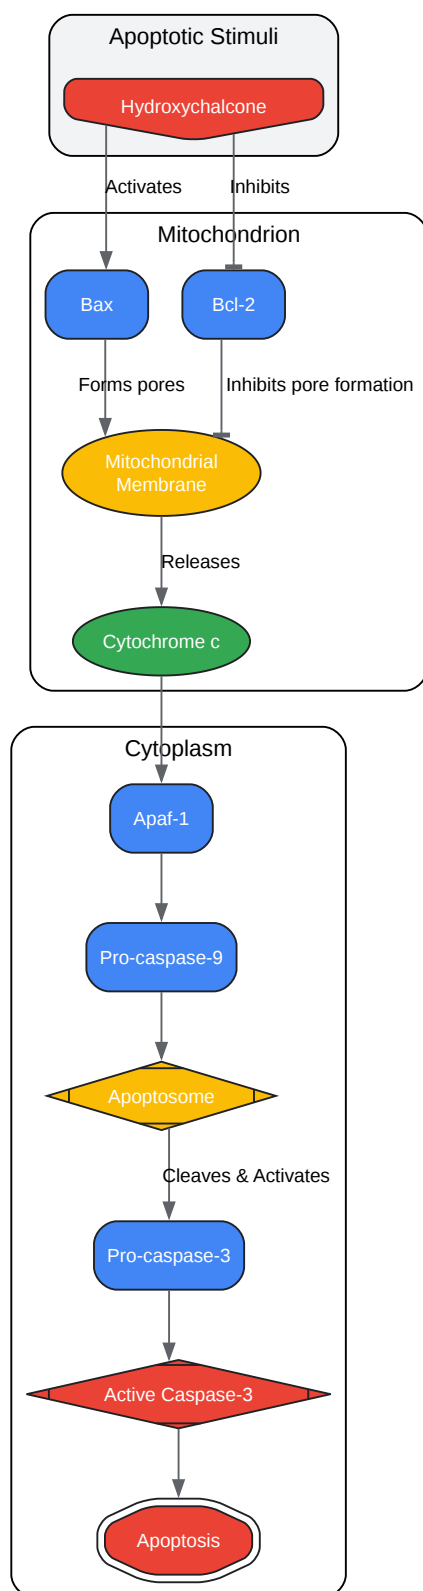 Apoptotic Stimuli
Hydroxychalcone
Activates
Inhibits
Mitochondrion
Bax
Bcl-2
Forms pores
Inhibits pore formation
Mitochondrial
Membrane
Releases
Cytochrome c
Cytoplasm
Apaf-1
Pro-caspase-9
Apoptosome
Cleaves & Activates
Pro-caspase-3
Active Caspase-3
Apoptosis